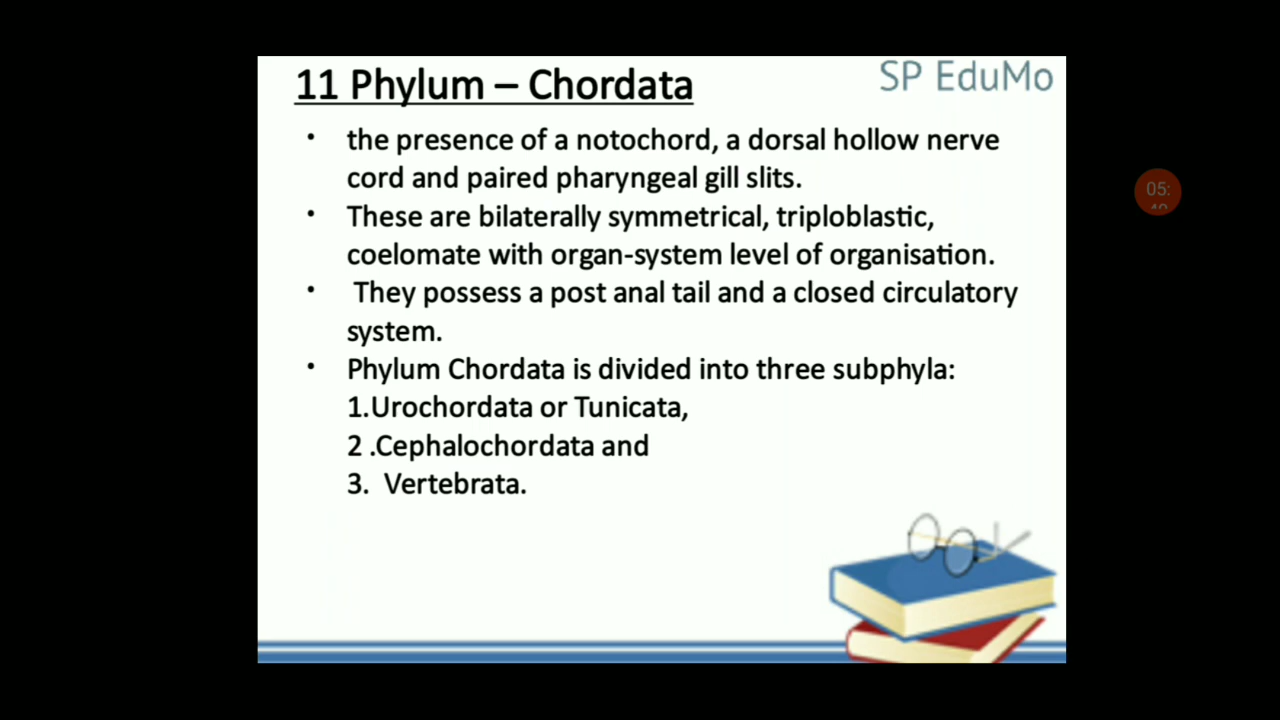 11 Phylum – Chordata
SP EduMo
• the presence of a notochord, a dorsal hollow nerve
cord and paired pharyngeal gill slits.
• These are bilaterally symmetrical, triploblastic,
coelomate with organ-system level of organisation.
• They possess a post anal tail and a closed circulatory
system.
• Phylum Chordata is divided into three subphyla:
1.Urochordata or Tunicata,
2 .Cephalochordata and
3. Vertebrata.
05: